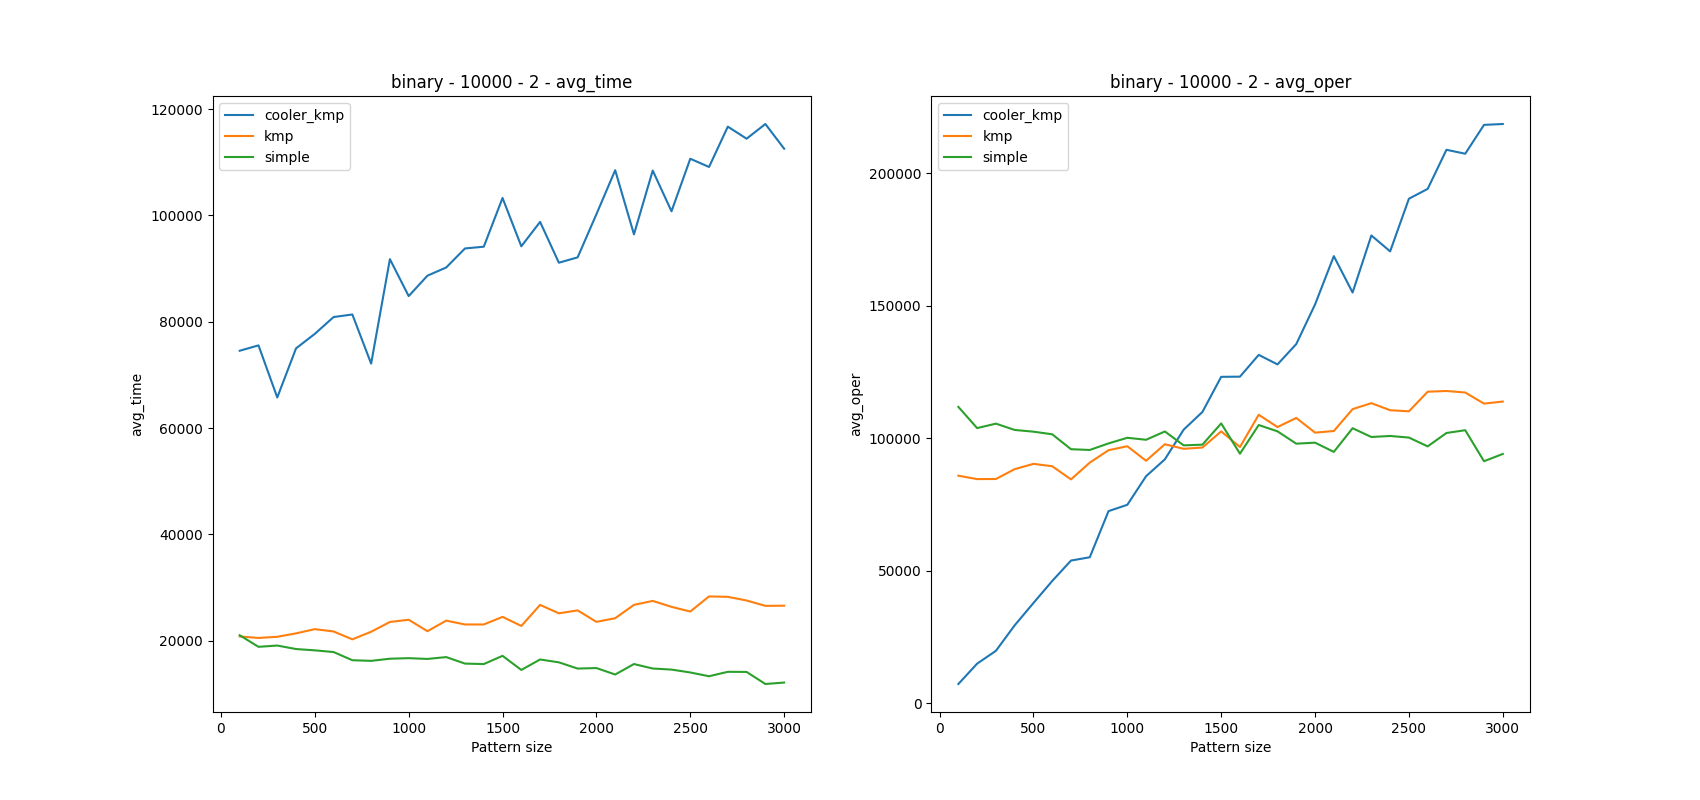 binary - 10000 - 2 - avg_time
120000
100000
80000
60000
40000
20000
avg_time
cooler_kmp
kmp
simple
0 500 1000 1500 2000 2500 3000
Pattern size
binary - 10000 - 2 - avg_oper
200000
150000
100000
50000
0
avg_oper
cooler_kmp
kmp
simple
0 500 1000 1500 2000 2500 3000
Pattern size